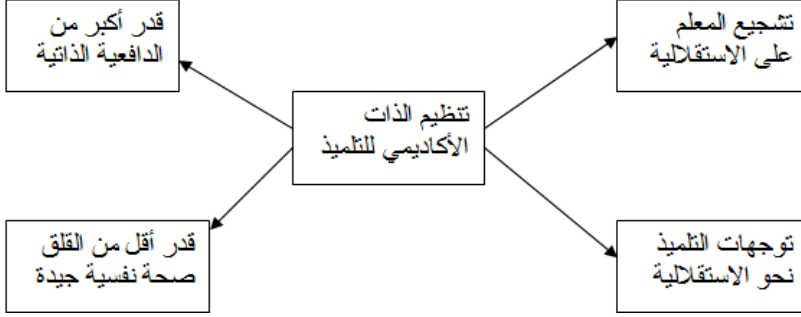 تشجيع المعلم
على الاستقلالية
قدر أكبر من
الدافعية الذاتية
تنظيم الذات
الأكاديمي للتلميذ
توجهات التلميذ
نحو الاستقلالية
قدر أقل من القلق
صحة نفسية جيدة